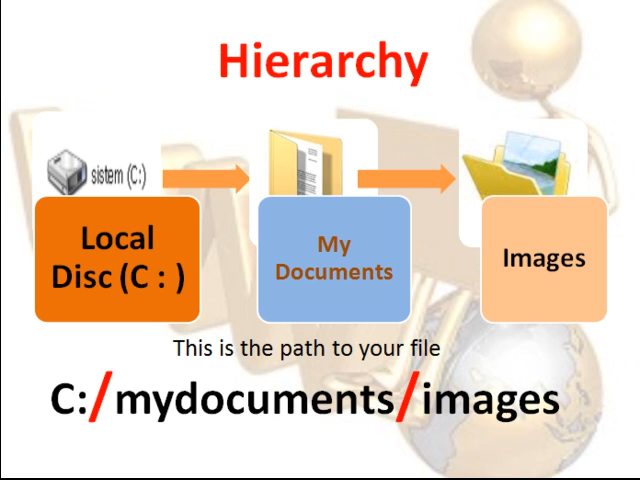 Hierarchy
sistem (C:)
Local
Disc (C : )
My
Documents
Images
This is the path to your file
C:/mydocuments/images